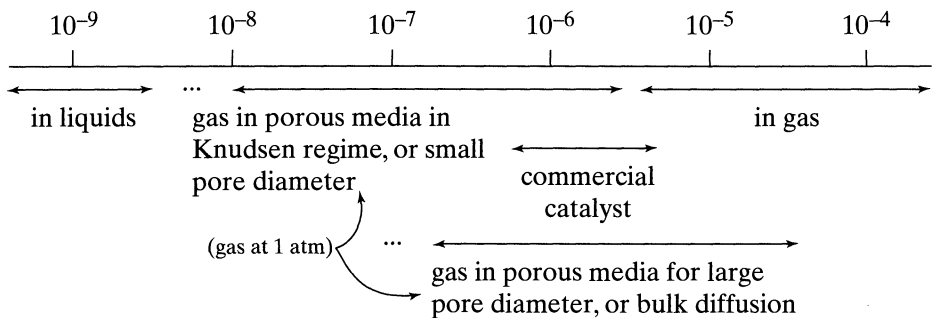 10⁻⁹ 10⁻⁸ 10⁻⁷ 10⁻⁶ 10⁻⁵ 10⁻⁴
in liquids
...
gas in porous media in
Knudsen regime, or small
pore diameter
in gas
commercial
catalyst
(gas at 1 atm)
...
gas in porous media for large
pore diameter, or bulk diffusion